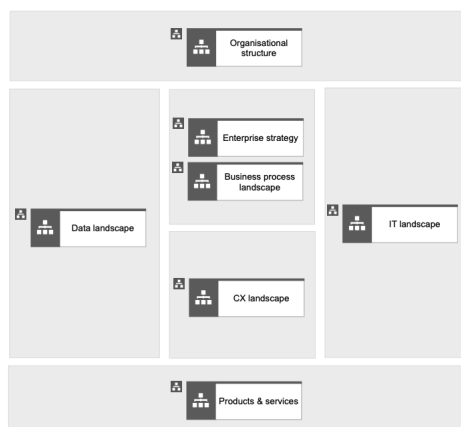 Organisational
structure
Enterprise strategy
Business process
landscape
Data landscape
IT landscape
CX landscape
Products & services